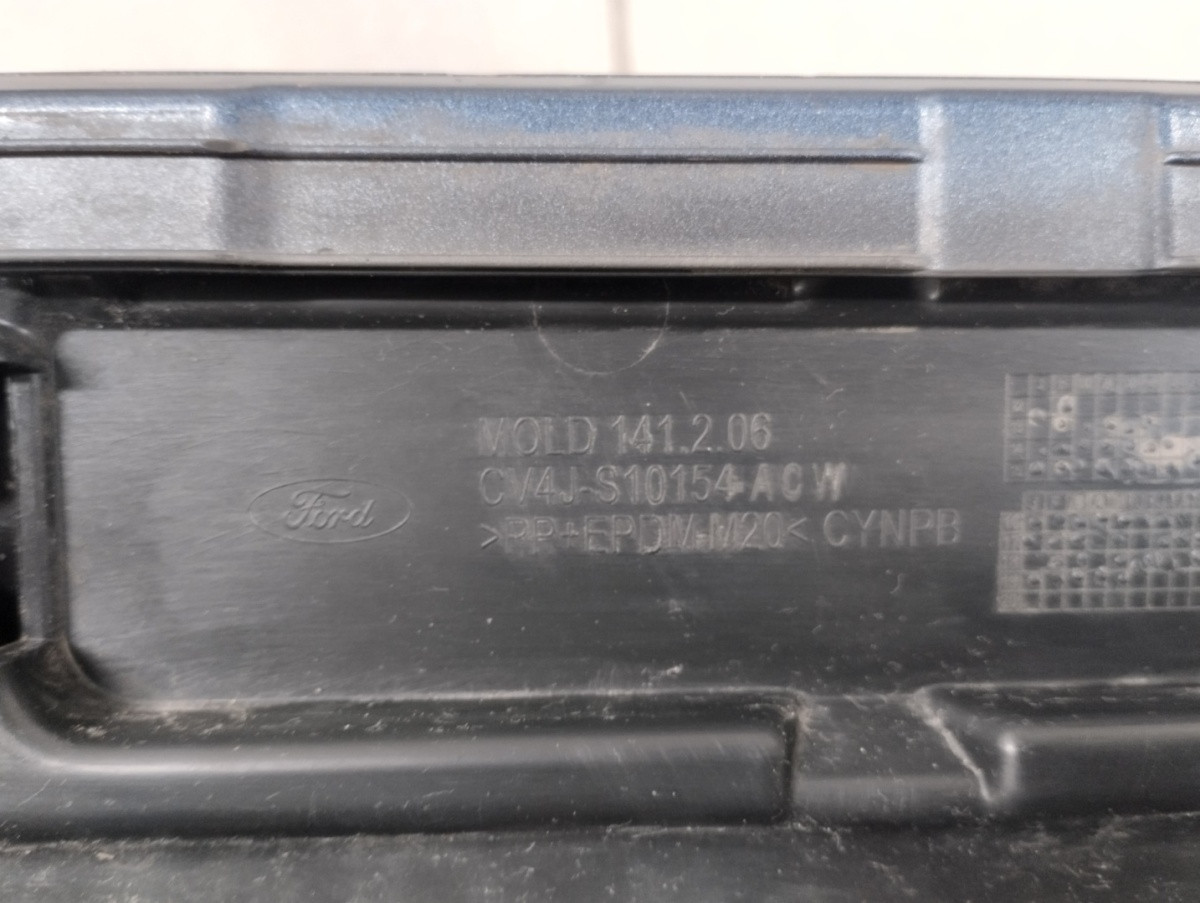 MOLD 141.2.06
Ford
CV4J-S10154-ACW
>PP+EPDM-M20< CYNPB